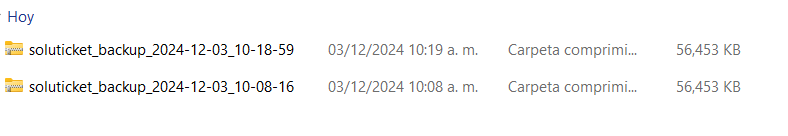 Hoy
soluticket_backup_2024-12-03_10-18-59 03/12/2024 10:19 a. m. Carpeta comprimi... 56,453 KB
soluticket_backup_2024-12-03_10-08-16 03/12/2024 10:08 a. m. Carpeta comprimi... 56,453 KB